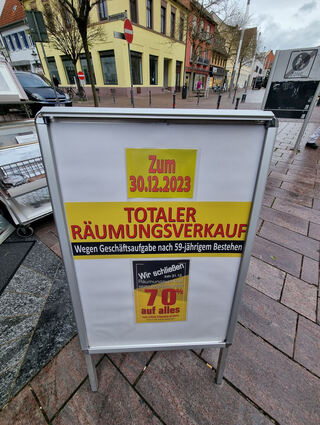 Zum
30.12.2023
TOTALER
RÄUMUNGSVERKAUF
Wegen Geschäftsaufgabe nach 59-jährigem Bestehen
Wir schließen
70%
auf alles